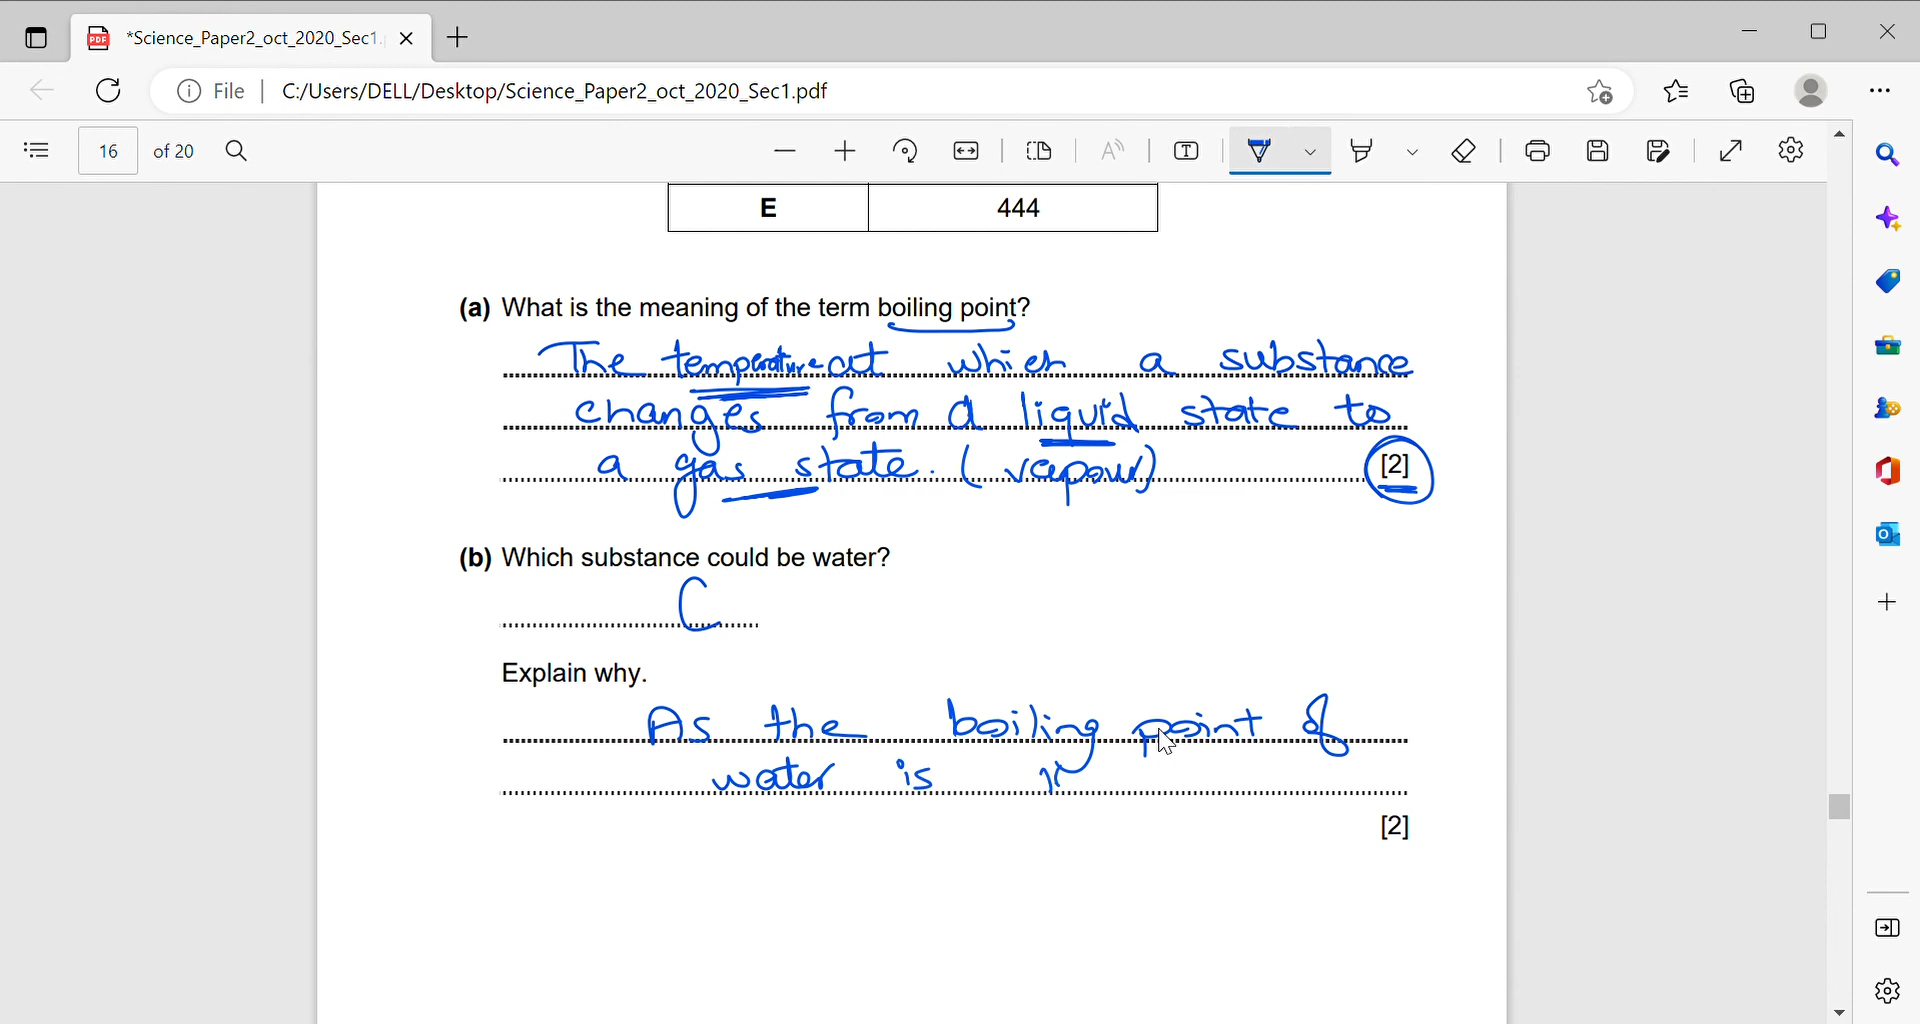 *Science_Paper2_oct_2020_Sec1.
File | C:/Users/DELL/Desktop/Science_Paper2_oct_2020_Sec1.pdf
16 of 20
E 444
(a) What is the meaning of the term boiling point?
The temperature at which a substance
changes from a liquid state to
a gas state. (vapour) [2]
(b) Which substance could be water?
C
Explain why.
As the boiling point of
water is
[2]